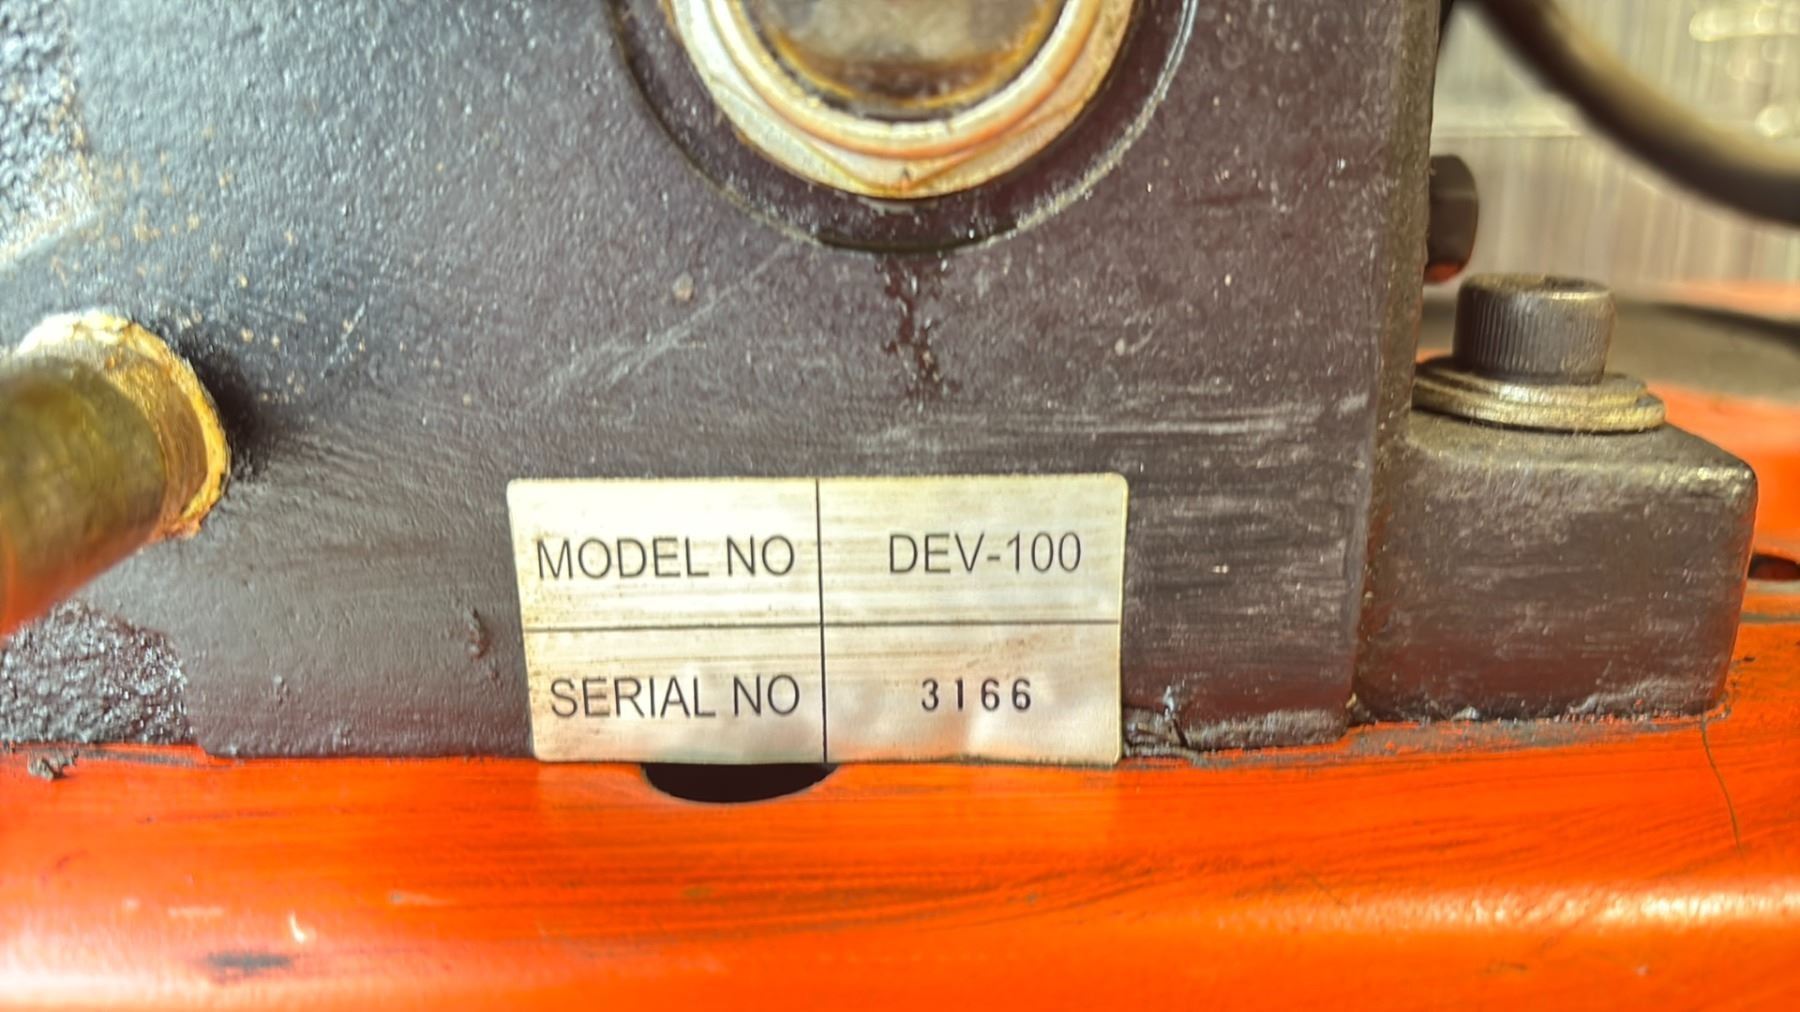 MODEL NO DEV-100
SERIAL NO 3166